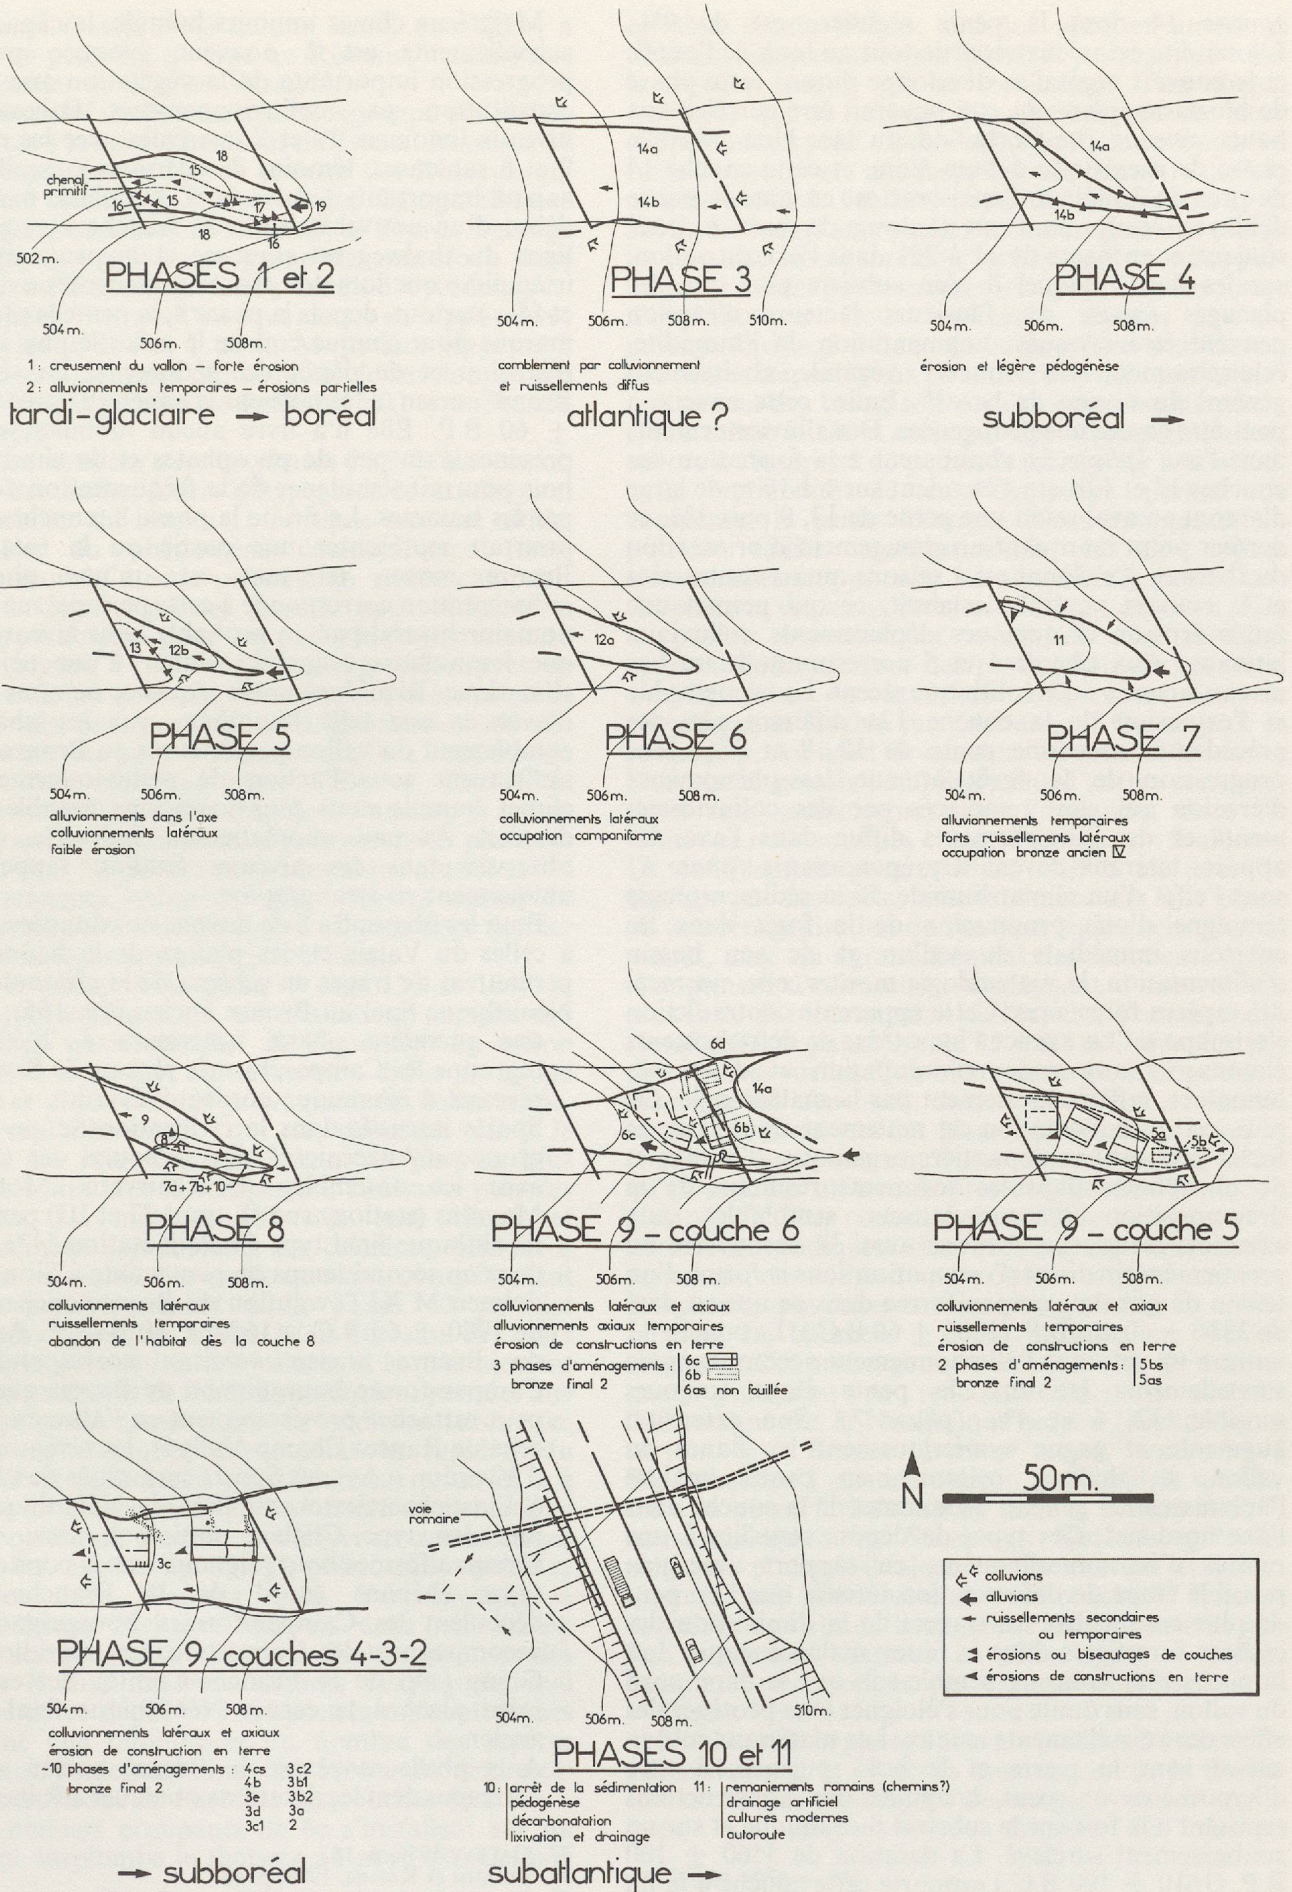 18
15
chenal
primitif
16
15
17
19
18
16
502 m.
PHASES 1 et 2
504 m.
506 m.
508 m.
1 : creusement du vallon – forte érosion
2 : alluvionnements temporaires – érosions partielles
tardi-glaciaire → boréal
14a
14b
PHASE 3
504 m.
506 m.
508 m.
510 m.
comblement par colluvionnement
et ruissellements diffus
atlantique ?
14a
14b
PHASE 4
504 m.
506 m.
508 m.
érosion et légère pédogénèse
subboréal →
13
12b
PHASE 5
504 m.
506 m.
508 m.
alluvionnements dans l'axe
colluvionnements latéraux
faible érosion
12a
PHASE 6
504 m.
506 m.
508 m.
colluvionnements latéraux
occupation campaniforme
11
PHASE 7
504 m.
506 m.
508 m.
alluvionnements temporaires
forts ruissellements latéraux
occupation bronze ancien IV
9
8
7a+7b+10
PHASE 8
504 m.
506 m.
508 m.
colluvionnements latéraux
ruissellements temporaires
abandon de l'habitat dès la couche 8
6d
14a
6c
6b
PHASE 9 – couche 6
504 m.
506 m.
508 m.
colluvionnements latéraux et axiaux
alluvionnements axiaux temporaires
érosion de constructions en terre
3 phases d'aménagements : 6c
bronze final 2 6b
6as non fouillée
5a
5b
PHASE 9 – couche 5
504 m.
506 m.
508 m.
colluvionnements latéraux et axiaux
ruissellements temporaires
érosion de constructions en terre
2 phases d'aménagements : 5bs
bronze final 2 5as
3c
PHASE 9 – couches 4-3-2
504 m.
506 m.
508 m.
colluvionnements latéraux et axiaux
érosion de construction en terre
~10 phases d'aménagements : 4cs 3c2
bronze final 2 4b 3b1
3e 3b2
3d 3a
3c1 2
→ subboréal
voie
romaine
504m.
506 m.
508 m.
510m.
PHASES 10 et 11
10 : arrêt de la sédimentation
pédogénèse
décarbonatation
lixivation et drainage
11 : remaniements romains (chemins?)
drainage artificiel
cultures modernes
autoroute
subatlantique →
N
50m.
colluvions
alluvions
ruissellements secondaires
ou temporaires
érosions ou biseautages de couches
érosions de constructions en terre